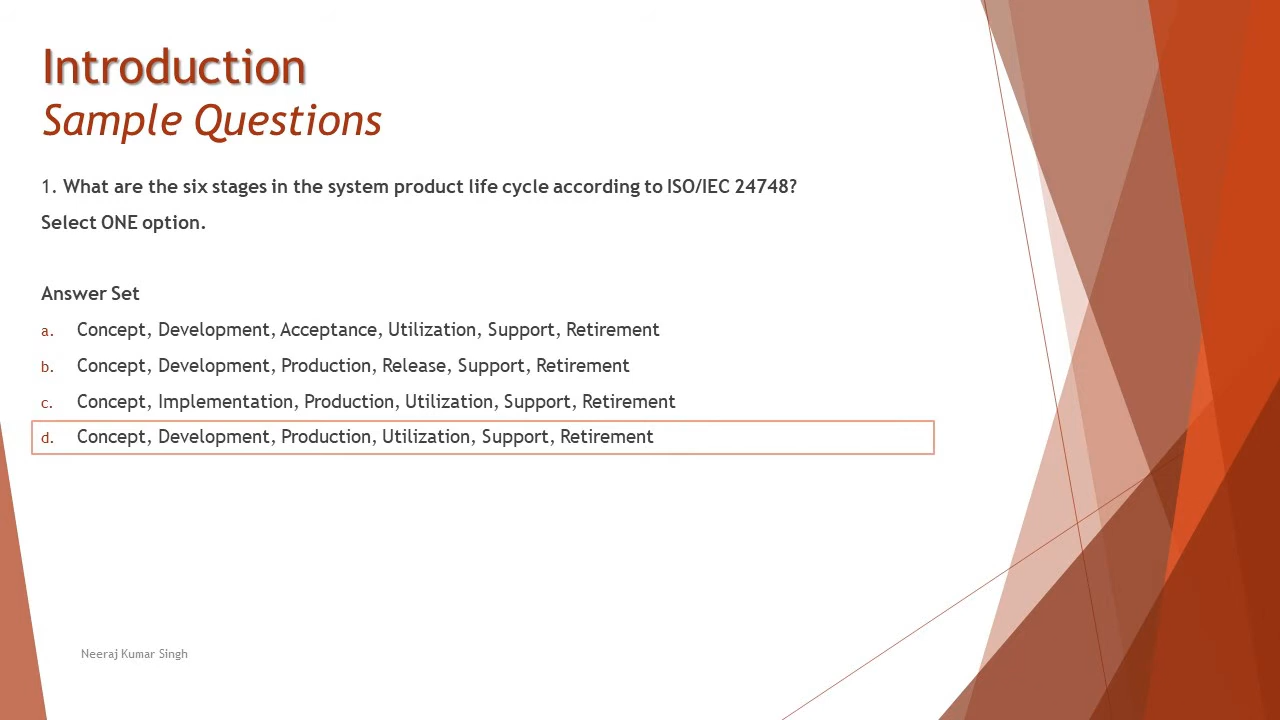 Introduction
Sample Questions
1. What are the six stages in the system product life cycle according to ISO/IEC 24748?
Select ONE option.
Answer Set
a. Concept, Development, Acceptance, Utilization, Support, Retirement
b. Concept, Development, Production, Release, Support, Retirement
c. Concept, Implementation, Production, Utilization, Support, Retirement
d. Concept, Development, Production, Utilization, Support, Retirement
Neeraj Kumar Singh